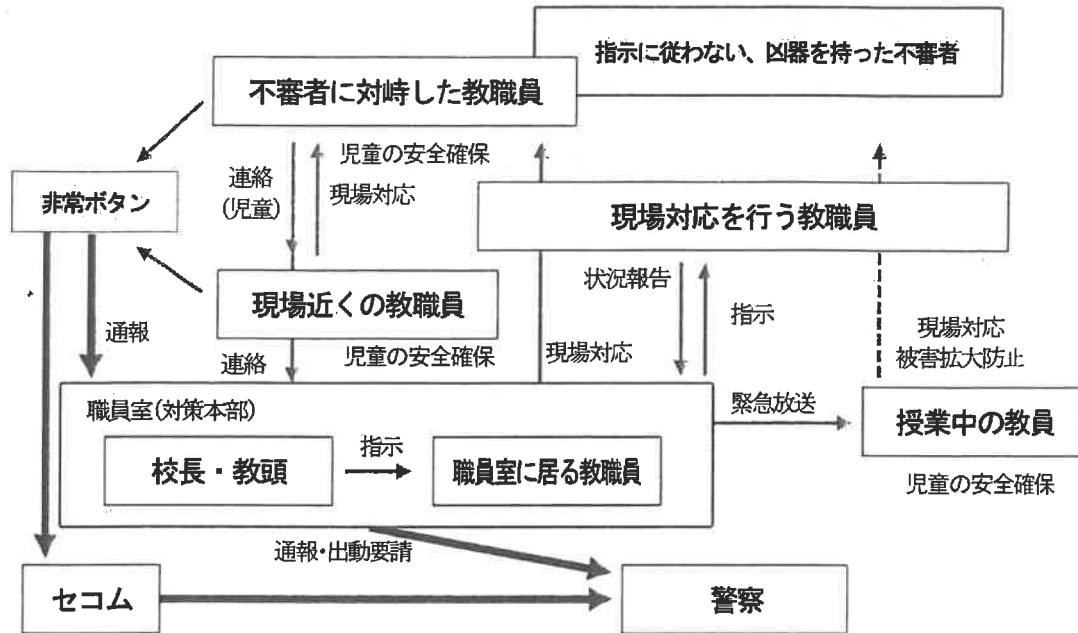 指示に従わない、凶器を持った不審者
不審者に対峙した教職員
児童の安全確保
連絡
(児童)
現場対応
非常ボタン
現場対応を行う教職員
現場近くの教職員
状況報告
指示
通報
現場対応
被害拡大防止
連絡
児童の安全確保
現場対応
職員室(対策本部)
緊急放送
授業中の教員
校長・教頭
指示
職員室に居る教職員
児童の安全確保
通報・出動要請
セコム
警察